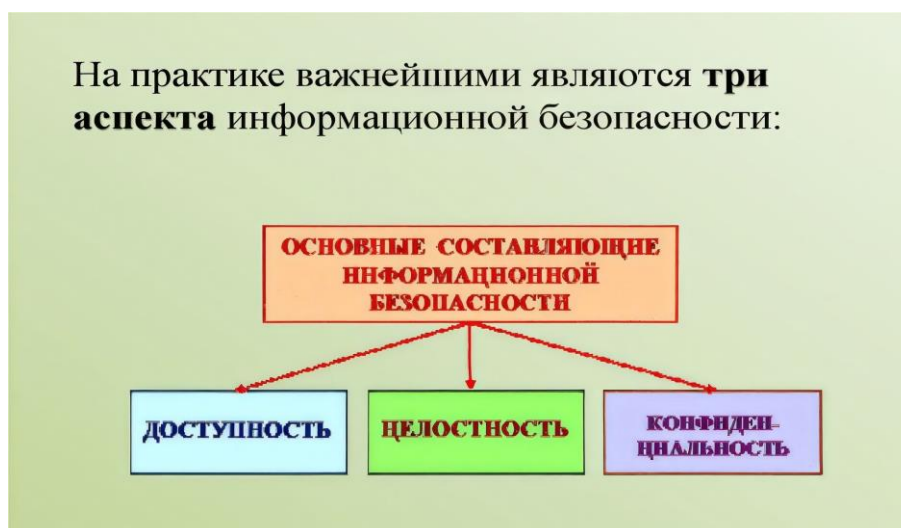 На практике важнейшими являются три
аспекта информационной безопасности:
ОСНОВНЫЕ СОСТАВЛЯЮЩИЕ
ИНФОРМАЦИОННОЙ
БЕЗОПАСНОСТИ
ДОСТУПНОСТЬ
ЦЕЛОСТНОСТЬ
КОНФИДЕН-
ЦИАЛЬНОСТЬ